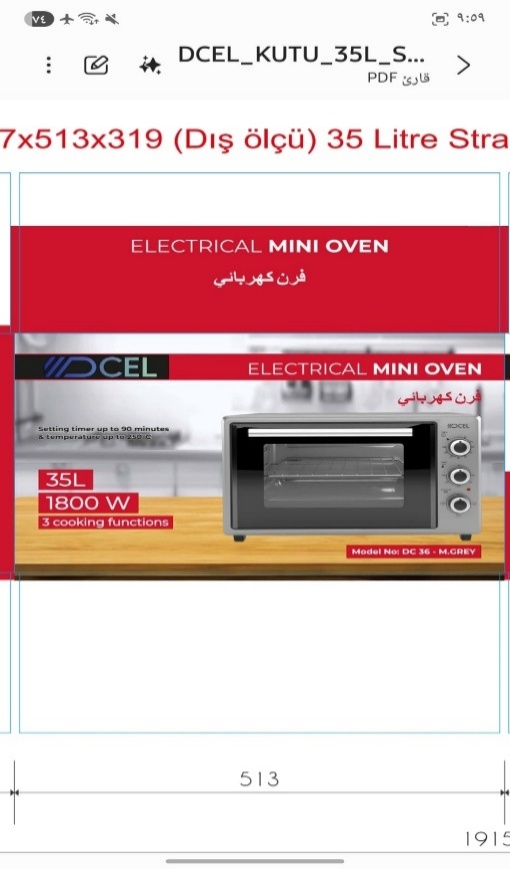 ٧٤ ٩:٥٩
DCEL_KUTU_35L_S...
قارئ PDF
7x513x319 (Dış ölçü) 35 Litre Stra
ELECTRICAL MINI OVEN
فرن كهربائي
DCEL
ELECTRICAL MINI OVEN
فرن كهربائي
DCEL
Setting timer up to 90 minutes
& temperature up to 250°C
35L
1800 W
3 cooking functions
Model No: DC 36 - M.GREY
513
1915